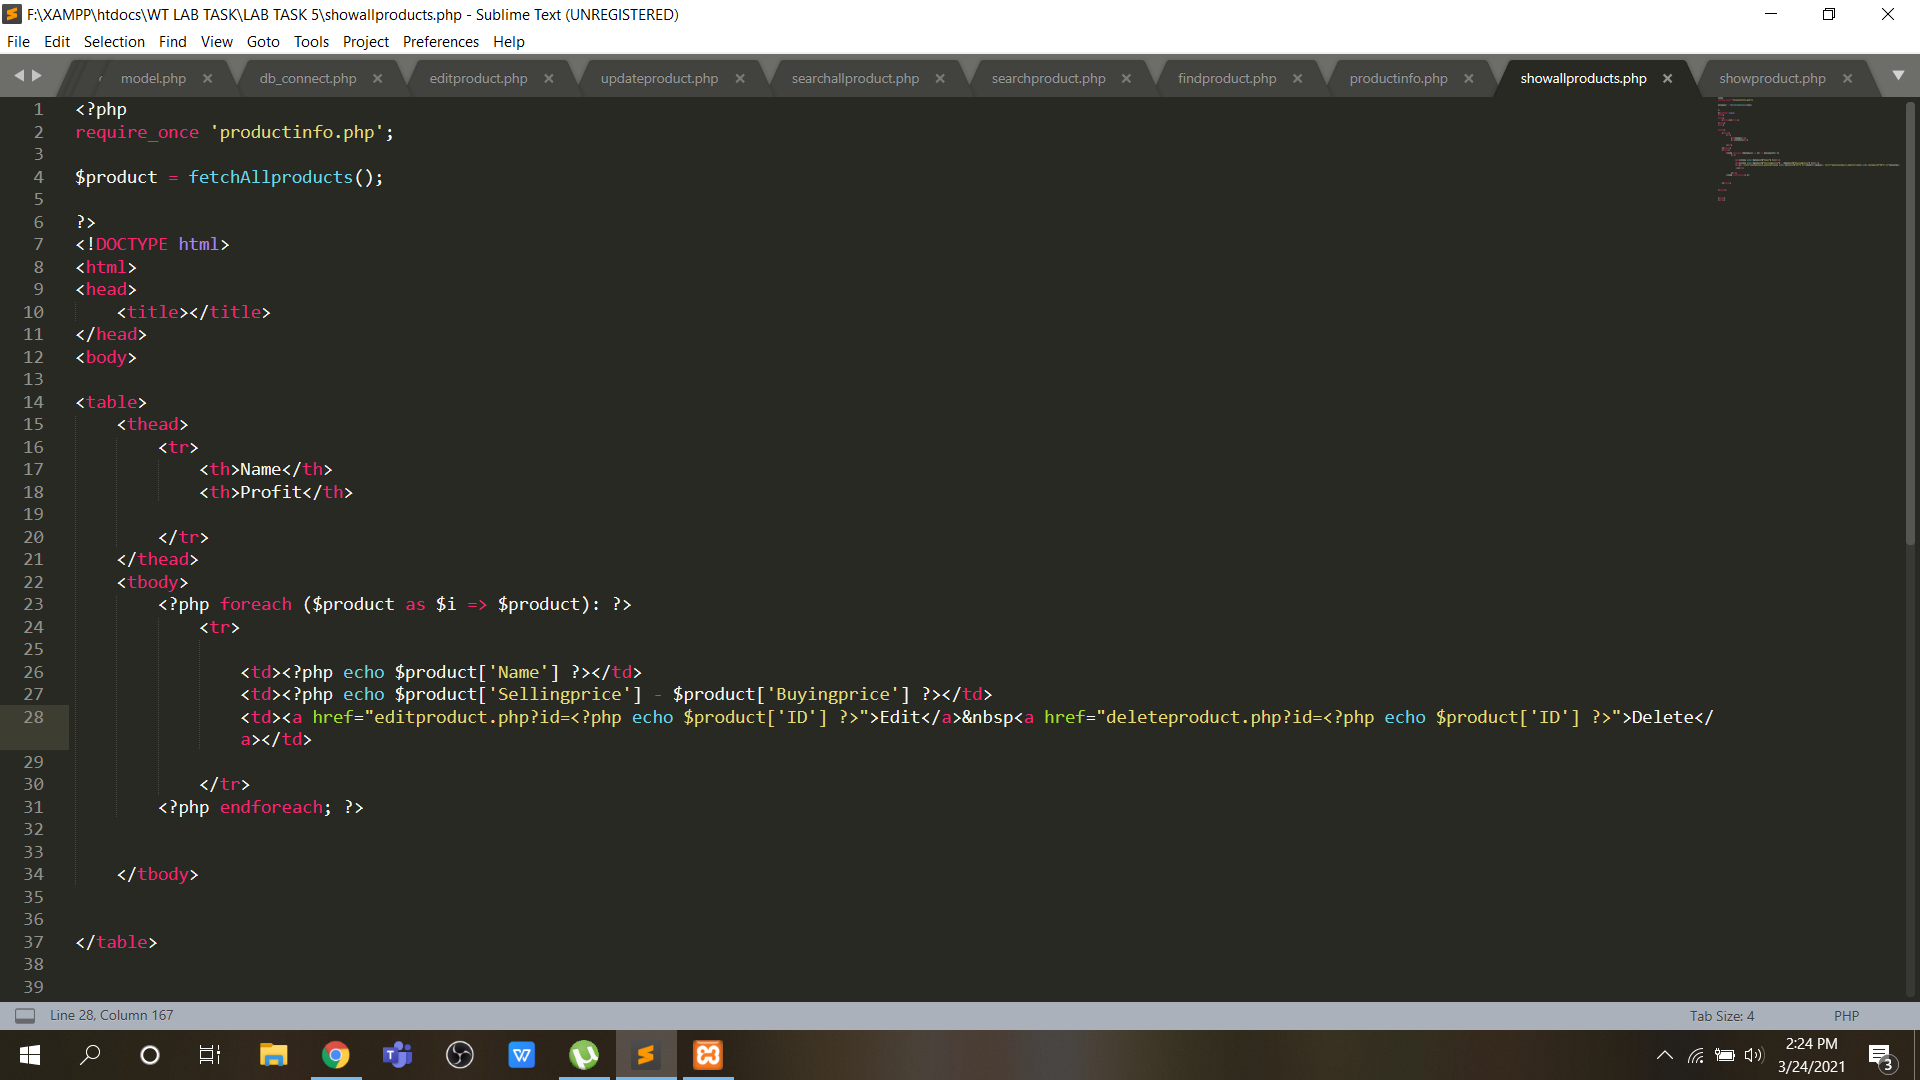 F:\XAMPP\htdocs\WT LAB TASK\LAB TASK 5\showallproducts.php - Sublime Text (UNREGISTERED)
File Edit Selection Find View Goto Tools Project Preferences Help
model.php db_connect.php editproduct.php updateproduct.php searchallproduct.php searchproduct.php findproduct.php productinfo.php showallproducts.php showproduct.php
1 <?php
2 require_once 'productinfo.php';
3
4 $product = fetchAllproducts();
5
6 ?>
7 <!DOCTYPE html>
8 <html>
9 <head>
10 <title></title>
11 </head>
12 <body>
13
14 <table>
15 <thead>
16 <tr>
17 <th>Name</th>
18 <th>Profit</th>
19
20 </tr>
21 </thead>
22 <tbody>
23 <?php foreach ($product as $i => $product): ?>
24 <tr>
25
26 <td><?php echo $product['Name'] ?></td>
27 <td><?php echo $product['Sellingprice'] - $product['Buyingprice'] ?></td>
28 <td><a href="editproduct.php?id=<?php echo $product['ID'] ?>">Edit</a>&nbsp<a href="deleteproduct.php?id=<?php echo $product['ID'] ?>">Delete</
a></td>
29
30 </tr>
31 <?php endforeach; ?>
32
33
34 </tbody>
35
36
37 </table>
38
39
Line 28, Column 167 Tab Size: 4 PHP
2:24 PM
3/24/2021
3